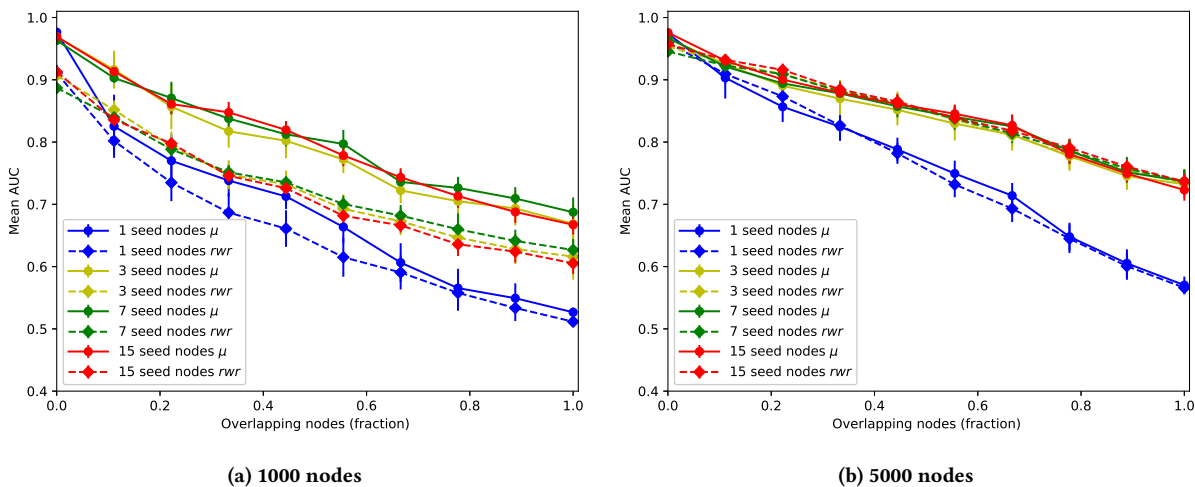 1.0
0.9
0.8
0.7
0.6
0.5
0.4
Mean AUC
1 seed nodes μ
1 seed nodes rwr
3 seed nodes μ
3 seed nodes rwr
7 seed nodes μ
7 seed nodes rwr
15 seed nodes μ
15 seed nodes rwr
0.0 0.2 0.4 0.6 0.8 1.0
Overlapping nodes (fraction)
(a) 1000 nodes
1.0
0.9
0.8
0.7
0.6
0.5
0.4
Mean AUC
1 seed nodes μ
1 seed nodes rwr
3 seed nodes μ
3 seed nodes rwr
7 seed nodes μ
7 seed nodes rwr
15 seed nodes μ
15 seed nodes rwr
0.0 0.2 0.4 0.6 0.8 1.0
Overlapping nodes (fraction)
(b) 5000 nodes